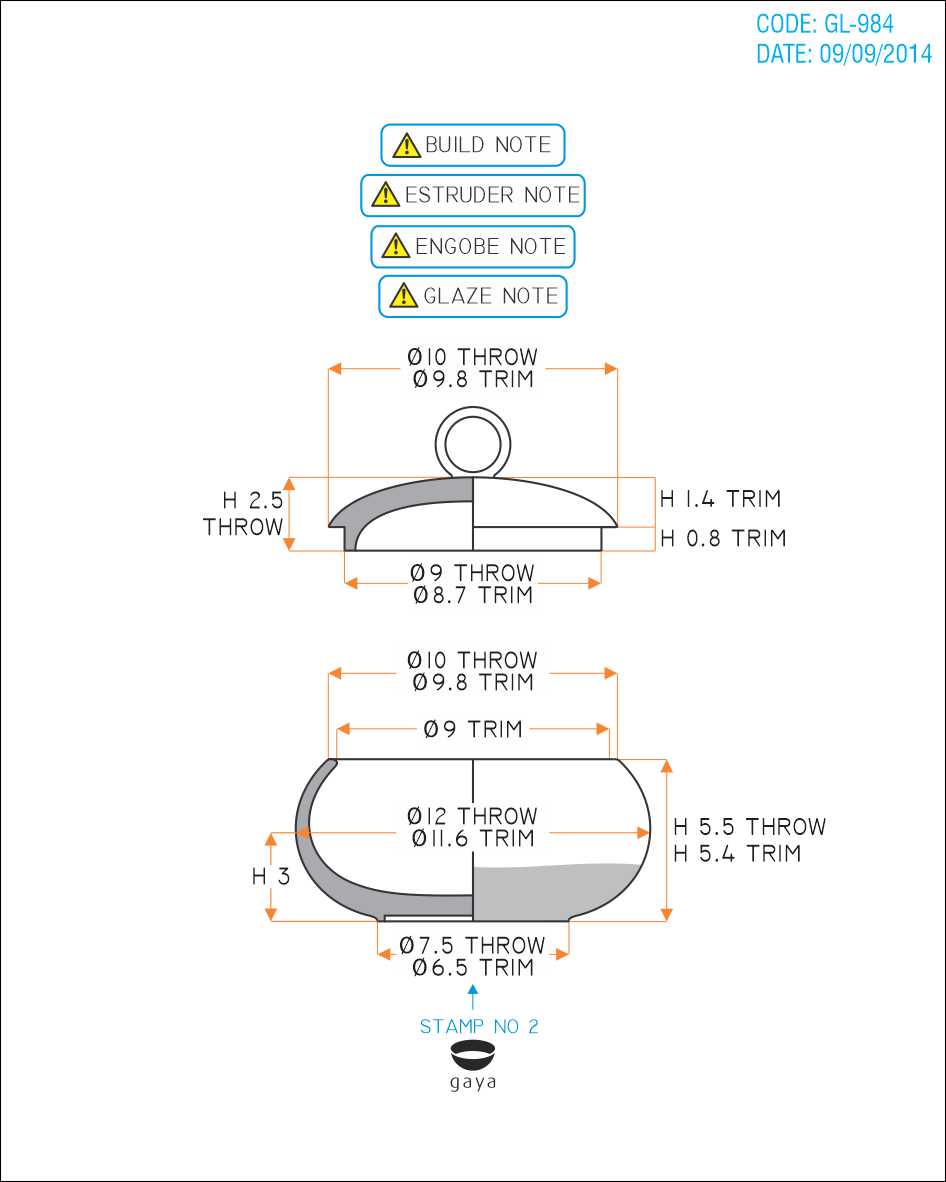 CODE: GL-984
DATE: 09/09/2014
BUILD NOTE
ESTRUDER NOTE
ENGOBE NOTE
GLAZE NOTE
Ø10 THROW
Ø9.8 TRIM
H 2.5
THROW
H 1.4 TRIM
H 0.8 TRIM
Ø9 THROW
Ø8.7 TRIM
Ø10 THROW
Ø9.8 TRIM
Ø9 TRIM
Ø12 THROW
Ø11.6 TRIM
H 5.5 THROW
H 5.4 TRIM
H 3
Ø7.5 THROW
Ø6.5 TRIM
STAMP NO 2
gaya